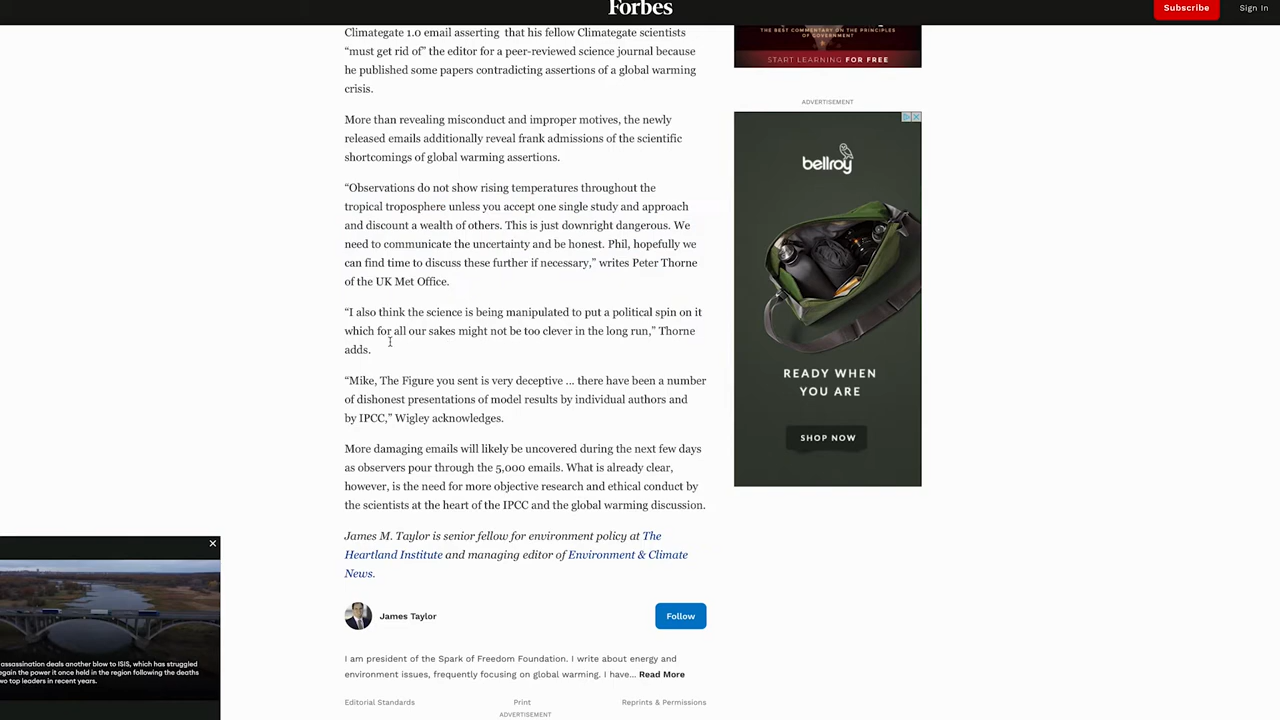 Forbes
Subscribe
Sign In
Climategate 1.0 email asserting that his fellow Climategate scientists
“must get rid of” the editor for a peer-reviewed science journal because
he published some papers contradicting assertions of a global warming
crisis.
More than revealing misconduct and improper motives, the newly
released emails additionally reveal frank admissions of the scientific
shortcomings of global warming assertions.
“Observations do not show rising temperatures throughout the
tropical troposphere unless you accept one single study and approach
and discount a wealth of others. This is just downright dangerous. We
need to communicate the uncertainty and be honest. Phil, hopefully we
can find time to discuss these further if necessary,” writes Peter Thorne
of the UK Met Office.
“I also think the science is being manipulated to put a political spin on it
which for all our sakes might not be too clever in the long run,” Thorne
adds.
“Mike, The Figure you sent is very deceptive ... there have been a number
of dishonest presentations of model results by individual authors and
by IPCC,” Wigley acknowledges.
More damaging emails will likely be uncovered during the next few days
as observers pour through the 5,000 emails. What is already clear,
however, is the need for more objective research and ethical conduct by
the scientists at the heart of the IPCC and the global warming discussion.
James M. Taylor is senior fellow for environment policy at The
Heartland Institute and managing editor of Environment & Climate
News.
James Taylor
Follow
I am president of the Spark of Freedom Foundation. I write about energy and
environment issues, frequently focusing on global warming. I have... Read More
Editorial Standards
Print
Reprints & Permissions
ADVERTISEMENT
THE BEST COMMENTARY ON THE PRINCIPLES
OF GOVERNMENT
START LEARNING FOR FREE
ADVERTISEMENT
bellroy
READY WHEN
YOU ARE
SHOP NOW
assassination deals another blow to ISIS, which has struggled
egain the power it once held in the region following the deaths
wo top leaders in recent years.